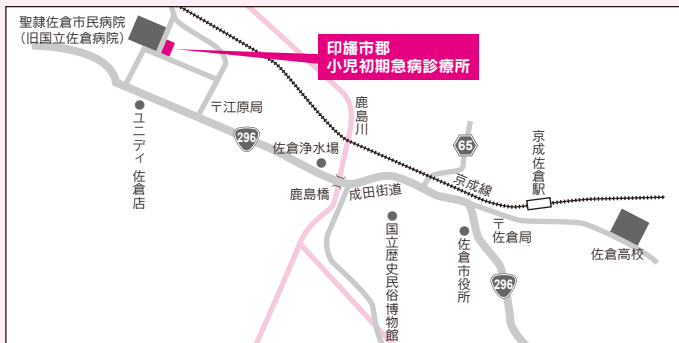 聖隷佐倉市民病院
(旧国立佐倉病院)
印旛市郡
小児初期急病診療所
〒江原局
ユニディ 佐倉店
296
佐倉浄水場
鹿島川
65
京成佐倉駅
鹿島橋
成田街道
京成線
国立歴史民俗博物館
佐倉市役所
〒佐倉局
佐倉高校
296